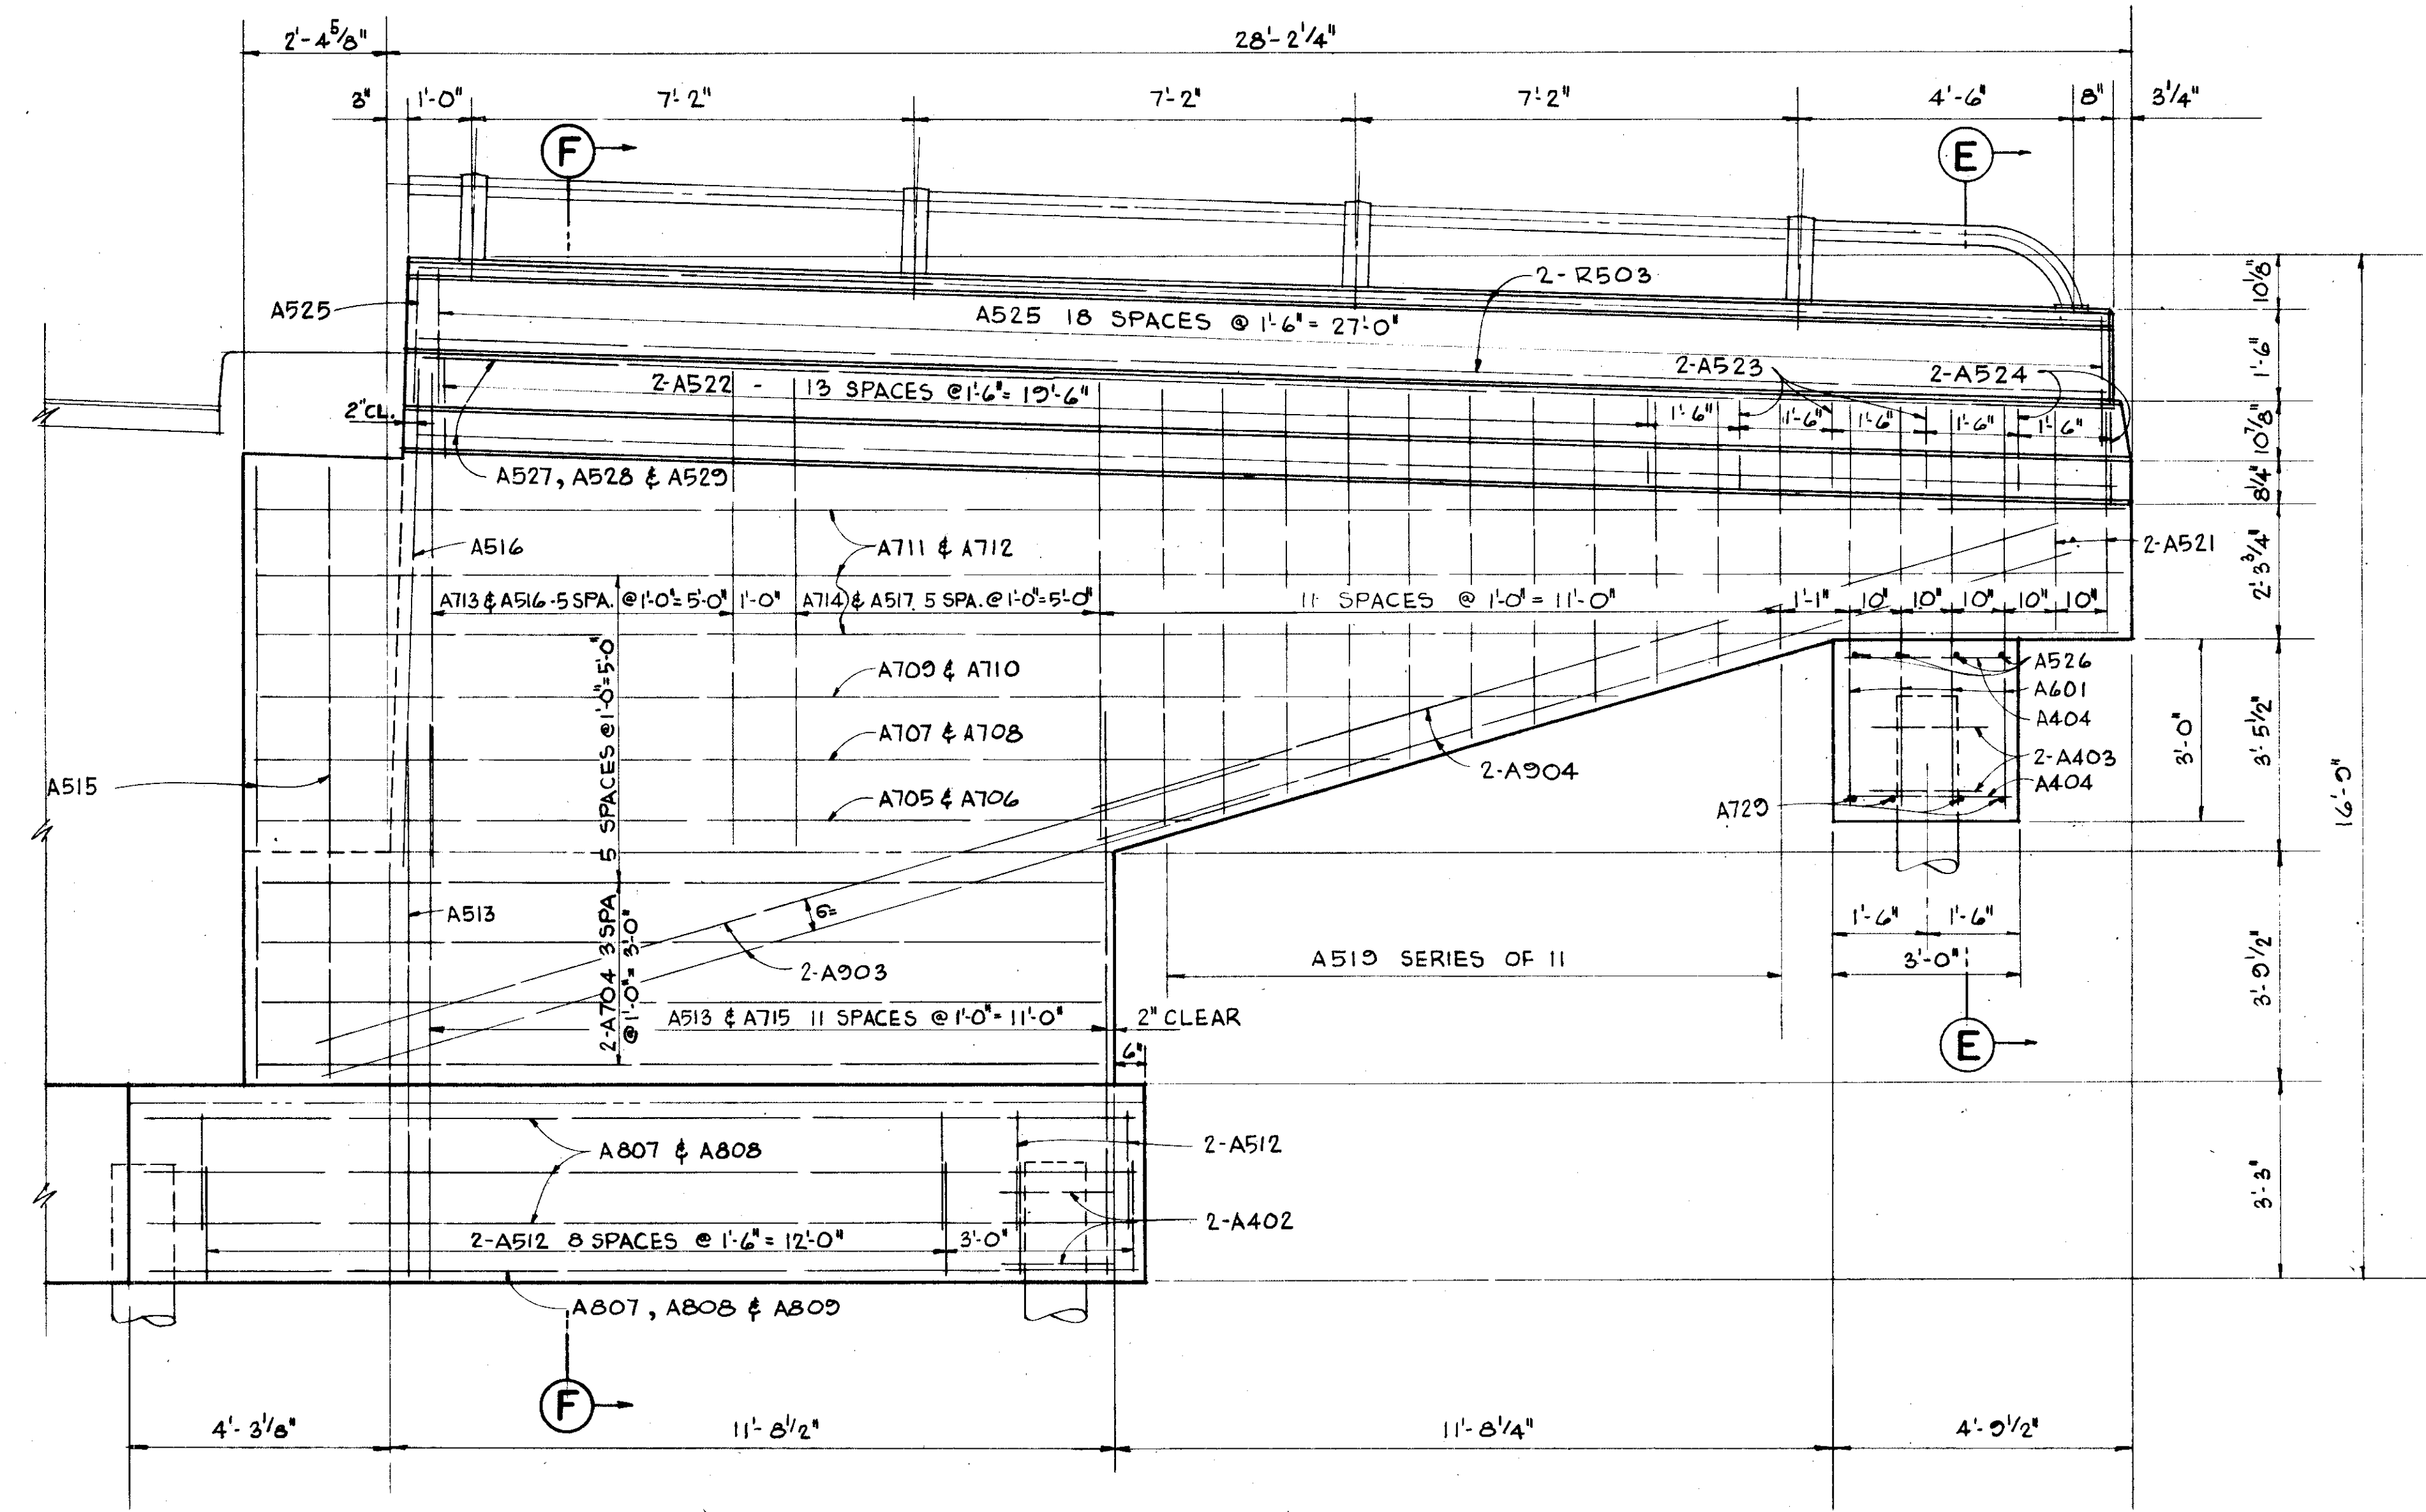 2'-4 5/8"
28'-2 1/4"
3"
1'-0"
7'-2"
7'-2"
7'-2"
4'-6"
8"
3 1/4"
F
E
10 1/8"
2-R503
A525
A525 18 SPACES @ 1'-6" = 27'-0"
1'-6"
2-A523
2-A524
2-A522 - 13 SPACES @ 1'-6" = 19'-6"
2" CL.
1'-6"
1'-6"
1'-6"
1'-6"
1'-6"
10 7/8"
A527, A528 & A529
8 1/4"
A516
A711 & A712
2-A521
2'-3 3/4"
A713 & A516-5 SPA. @ 1'-0" = 5'-0"
1'-0"
A714 & A517 5 SPA. @ 1'-0" = 5'-0"
11 SPACES @ 1'-0" = 11'-0"
1'-1"
10"
10"
10"
10"
10"
A709 & A710
A526
A601
A404
A707 & A708
3'-0"
3'-5 1/2"
2-A403
2-A904
A404
A515
A705 & A706
A729
16'-9"
5 SPACES @ 1'-0" = 5'-0"
A513
6"
1'-6"
1'-6"
2-A903
A519 SERIES OF 11
3'-0"
3'-9 1/2"
2-A704 3 SPA
@ 1'-0" = 3'-0"
A513 & A715 11 SPACES @ 1'-0" = 11'-0"
2" CLEAR
6"
E
A807 & A808
2-A512
3'-3"
2-A402
2-A512 8 SPACES @ 1'-6" = 12'-0"
3'-0"
A807, A808 & A809
F
4'-3 1/8"
11'-8 1/2"
11'-8 1/4"
4'-9 1/2"